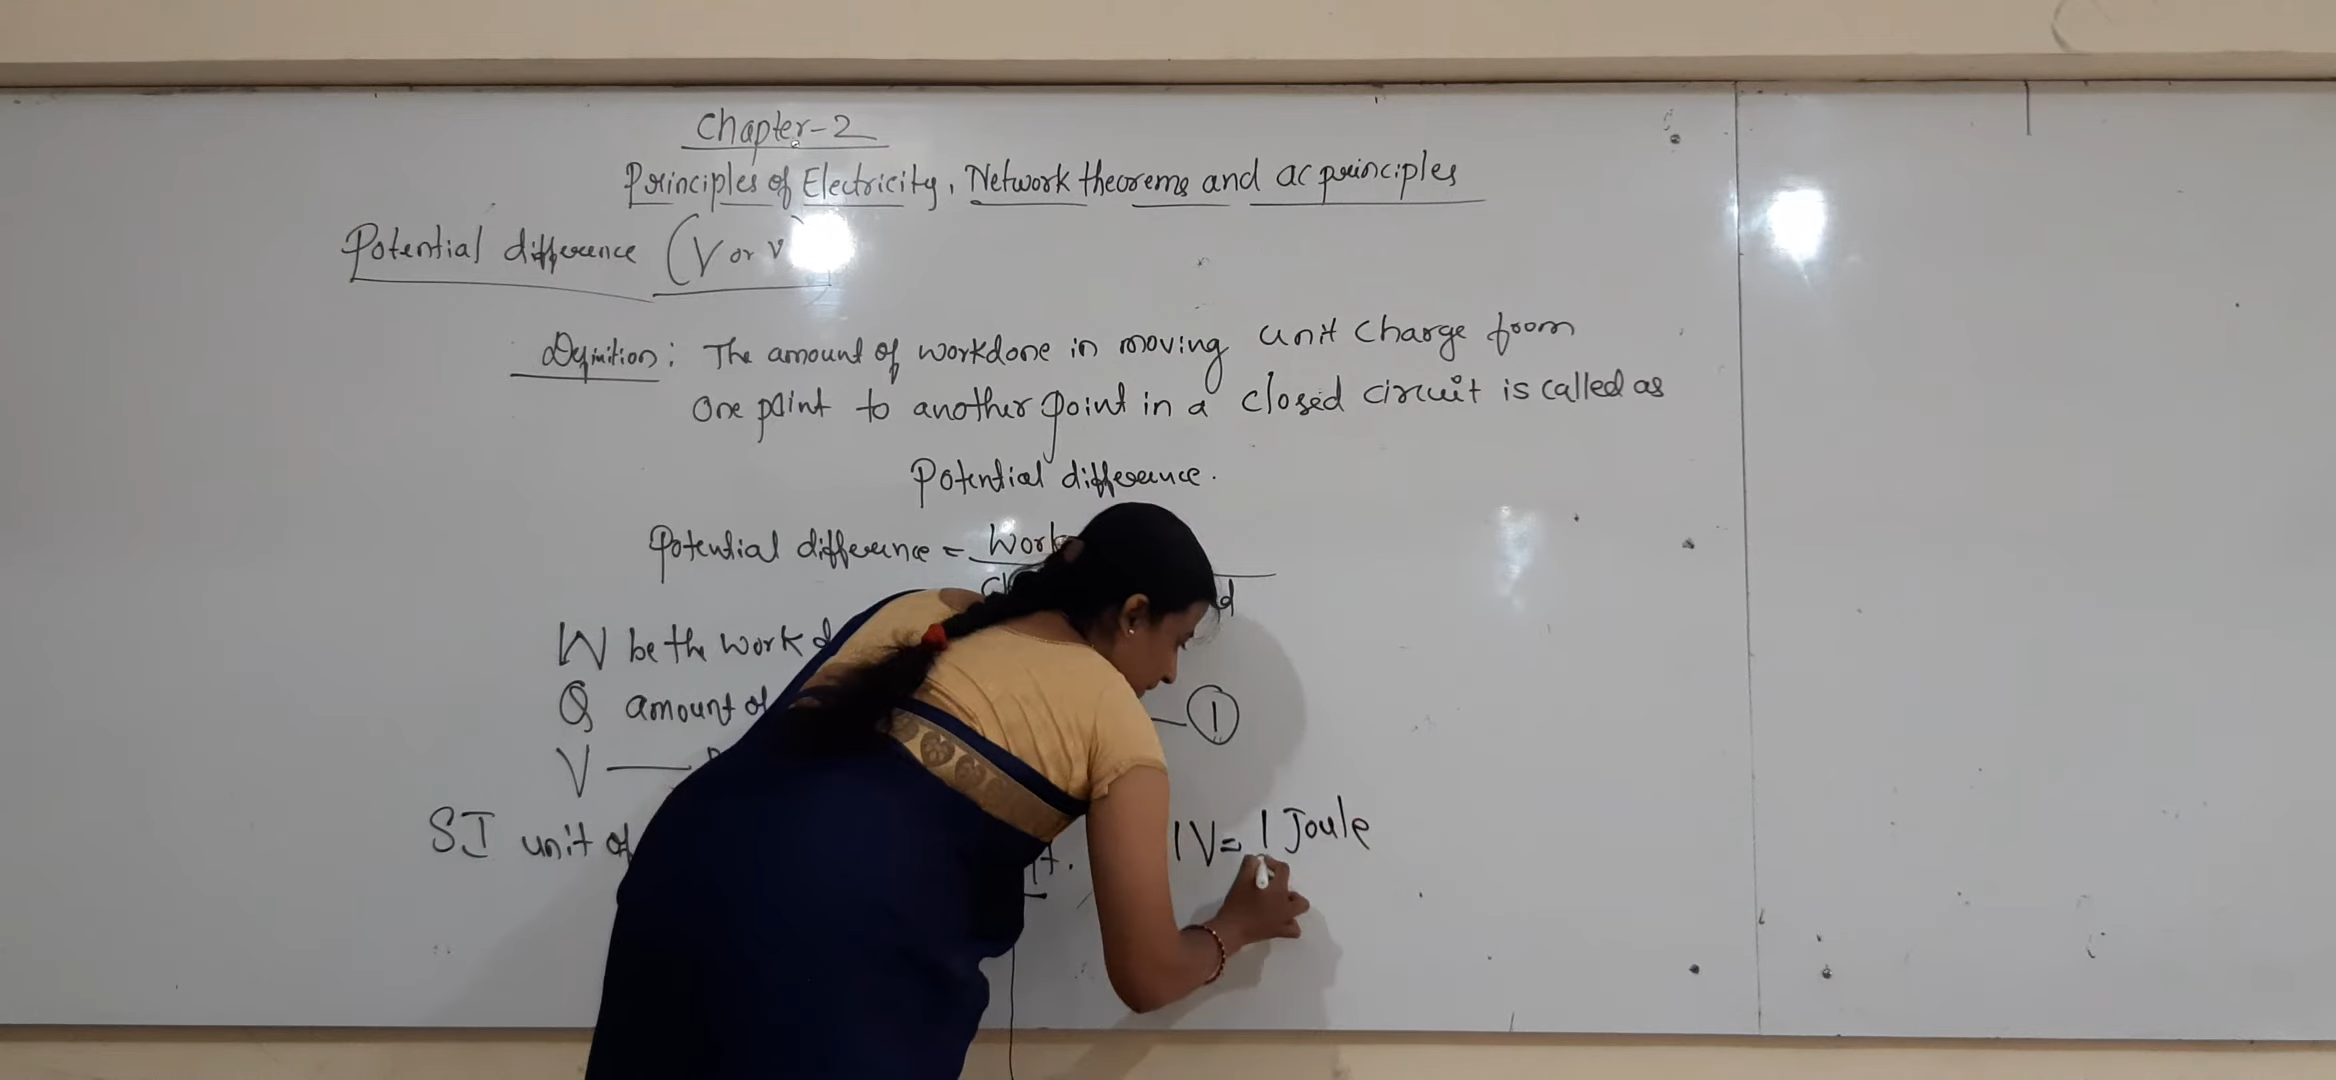 Chapter-2
Principles of Electricity, Network theorems and ac principles
Potential difference (V or v)
Definition: The amount of workdone in moving unit charge from
One point to another point in a closed circuit is called as
Potential difference.
Potential difference = Work
W be the work
Q amount of
V —
— ①
SI unit of
1V= 1 Joule